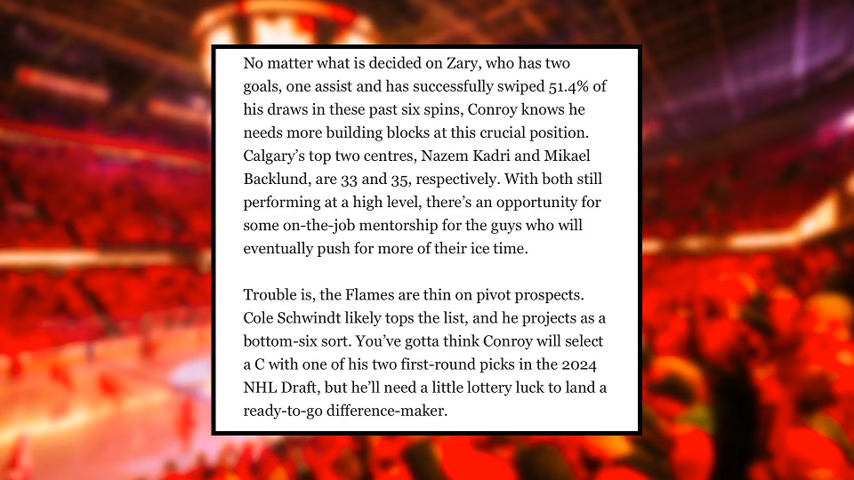 No matter what is decided on Zary, who has two
goals, one assist and has successfully swiped 51.4% of
his draws in these past six spins, Conroy knows he
needs more building blocks at this crucial position.
Calgary’s top two centres, Nazem Kadri and Mikael
Backlund, are 33 and 35, respectively. With both still
performing at a high level, there’s an opportunity for
some on-the-job mentorship for the guys who will
eventually push for more of their ice time.
Trouble is, the Flames are thin on pivot prospects.
Cole Schwindt likely tops the list, and he projects as a
bottom-six sort. You’ve gotta think Conroy will select
a C with one of his two first-round picks in the 2024
NHL Draft, but he’ll need a little lottery luck to land a
ready-to-go difference-maker.